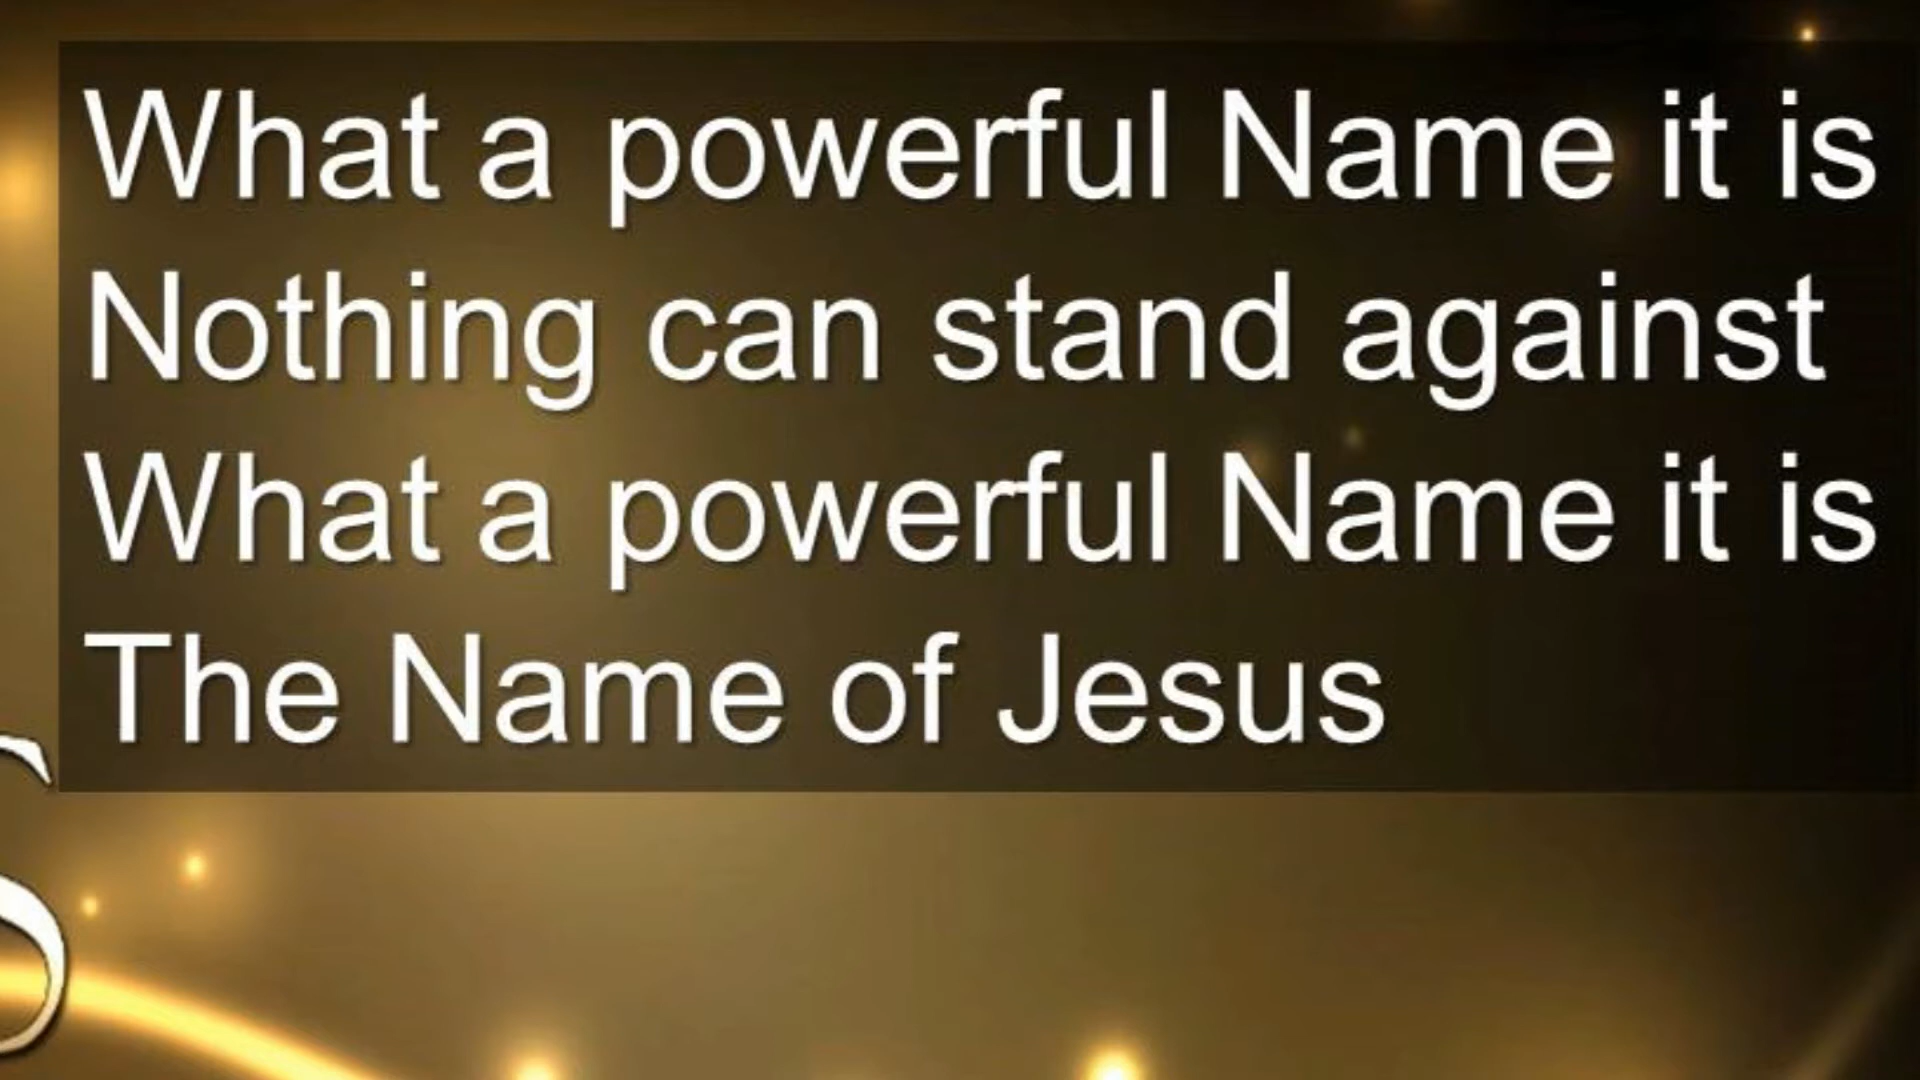 What a powerful Name it is
Nothing can stand against
What a powerful Name it is
The Name of Jesus